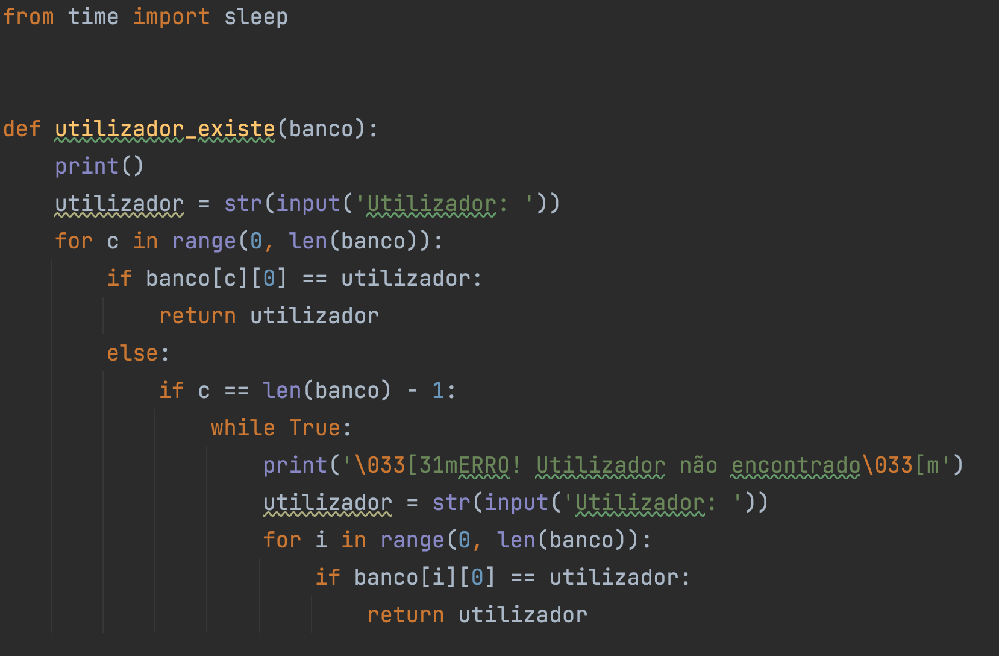 from time import sleep
def utilizador_existe(banco):
    print()
    utilizador = str(input('Utilizador: '))
    for c in range(0, len(banco)):
        if banco[c][0] == utilizador:
            return utilizador
        else:
            if c == len(banco) - 1:
                while True:
                    print('\033[31mERRO! Utilizador não encontrado\033[m')
                    utilizador = str(input('Utilizador: '))
                    for i in range(0, len(banco)):
                        if banco[i][0] == utilizador:
                            return utilizador